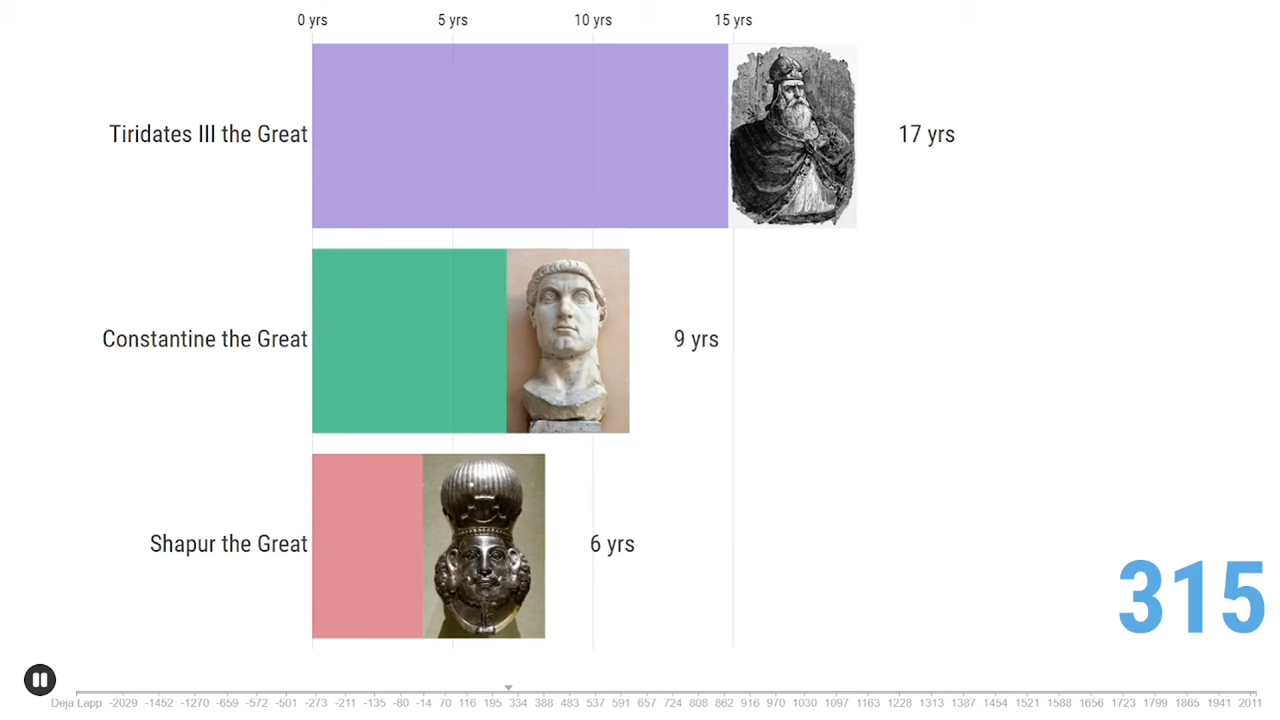 0 yrs 5 yrs 10 yrs 15 yrs
Tiridates III the Great 17 yrs
Constantine the Great 9 yrs
Shapur the Great 6 yrs
315
Deja Lapp -2029 -1452 -1270 -659 -572 -501 -273 -211 -135 -80 -14 70 116 195 334 388 483 537 591 657 724 808 862 916 970 1030 1097 1163 1228 1313 1387 1454 1521 1588 1656 1723 1799 1865 1941 2011